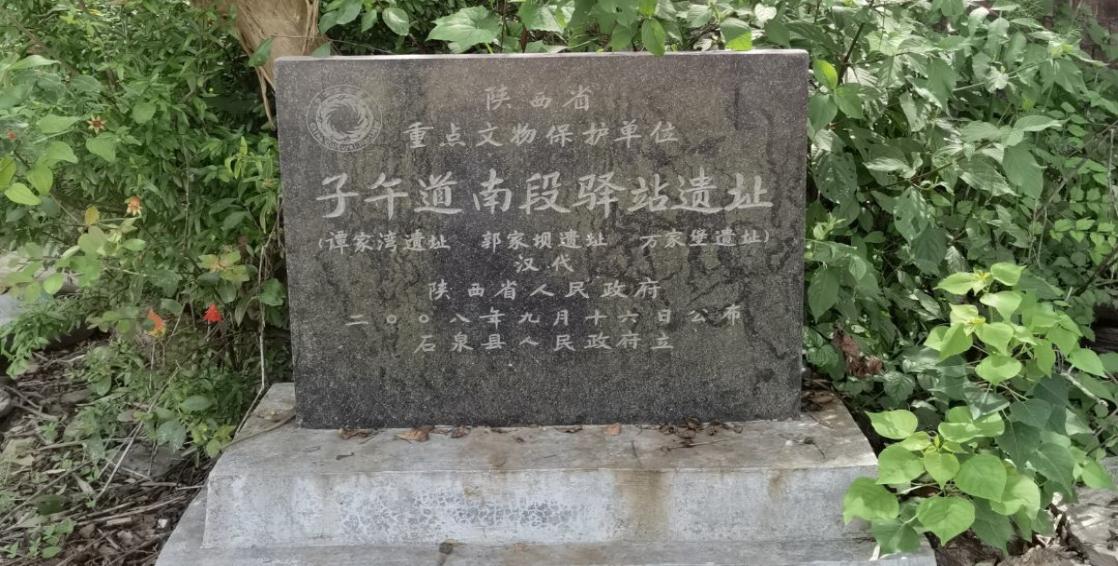 陕西省
重点文物保护单位
子午道南段驿站遗址
(谭家湾遗址 郭家坝遗址 万家堡遗址)
汉代
陕西省人民政府
二〇〇八年九月十六日公布
石泉县人民政府立